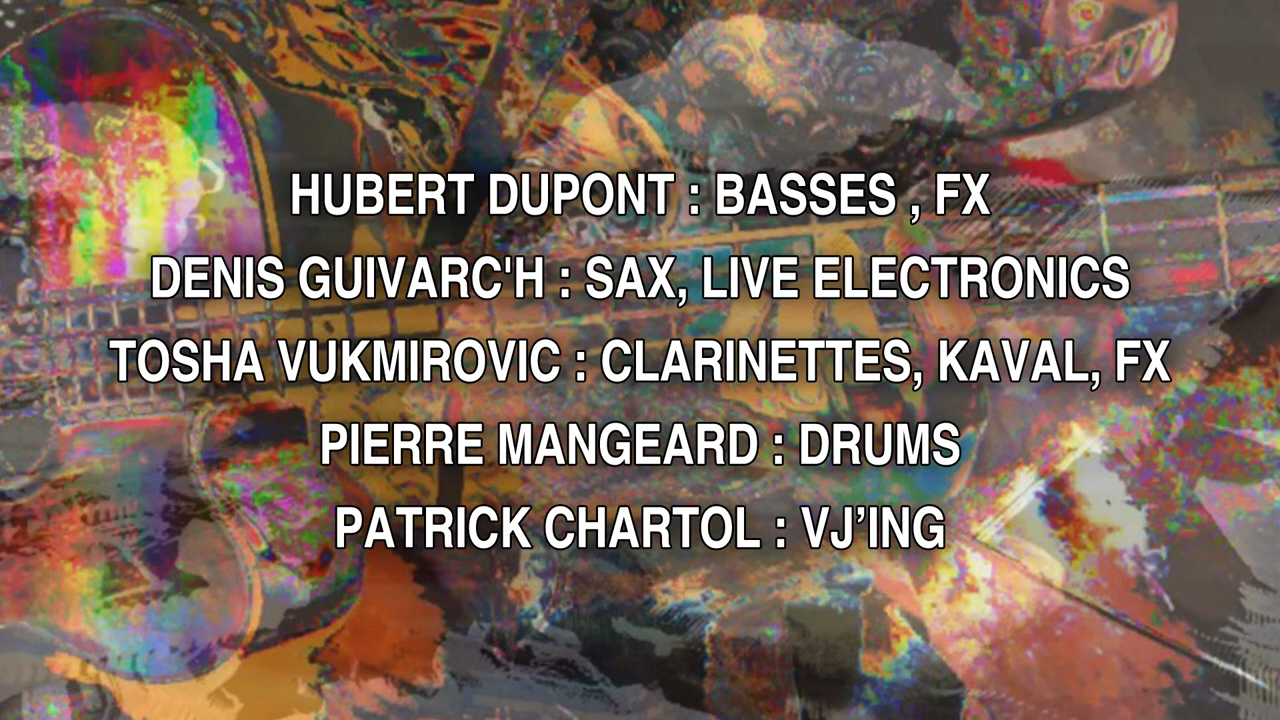 HUBERT DUPONT : BASSES , FX
DENIS GUIVARC'H : SAX, LIVE ELECTRONICS
TOSHA VUKMIROVIC : CLARINETTES, KAVAL, FX
PIERRE MANGEARD : DRUMS
PATRICK CHARTOL : VJ’ING